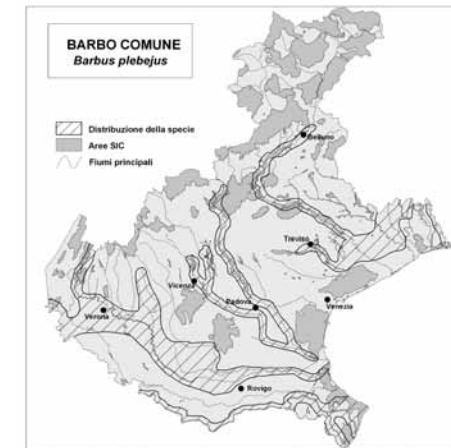 BARBO COMUNE
Barbus plebejus
Distribuzione della specie
Aree SIC
Fiumi principali
Belluno
Treviso
Vicenza
Padova
Venezia
Verona
Rovigo